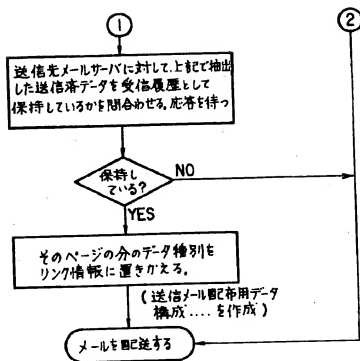 ①
②
送信先メールサーバに対して、上記で抽出
した送信済データを受信履歴として
保持しているかを問合わせる。応答を待つ
保持し
ている?
NO
YES
そのページの分のデータ種別を
リンク情報に置きかえる。
(送信メール配布用データ
構成....を作成)
メールを配送する